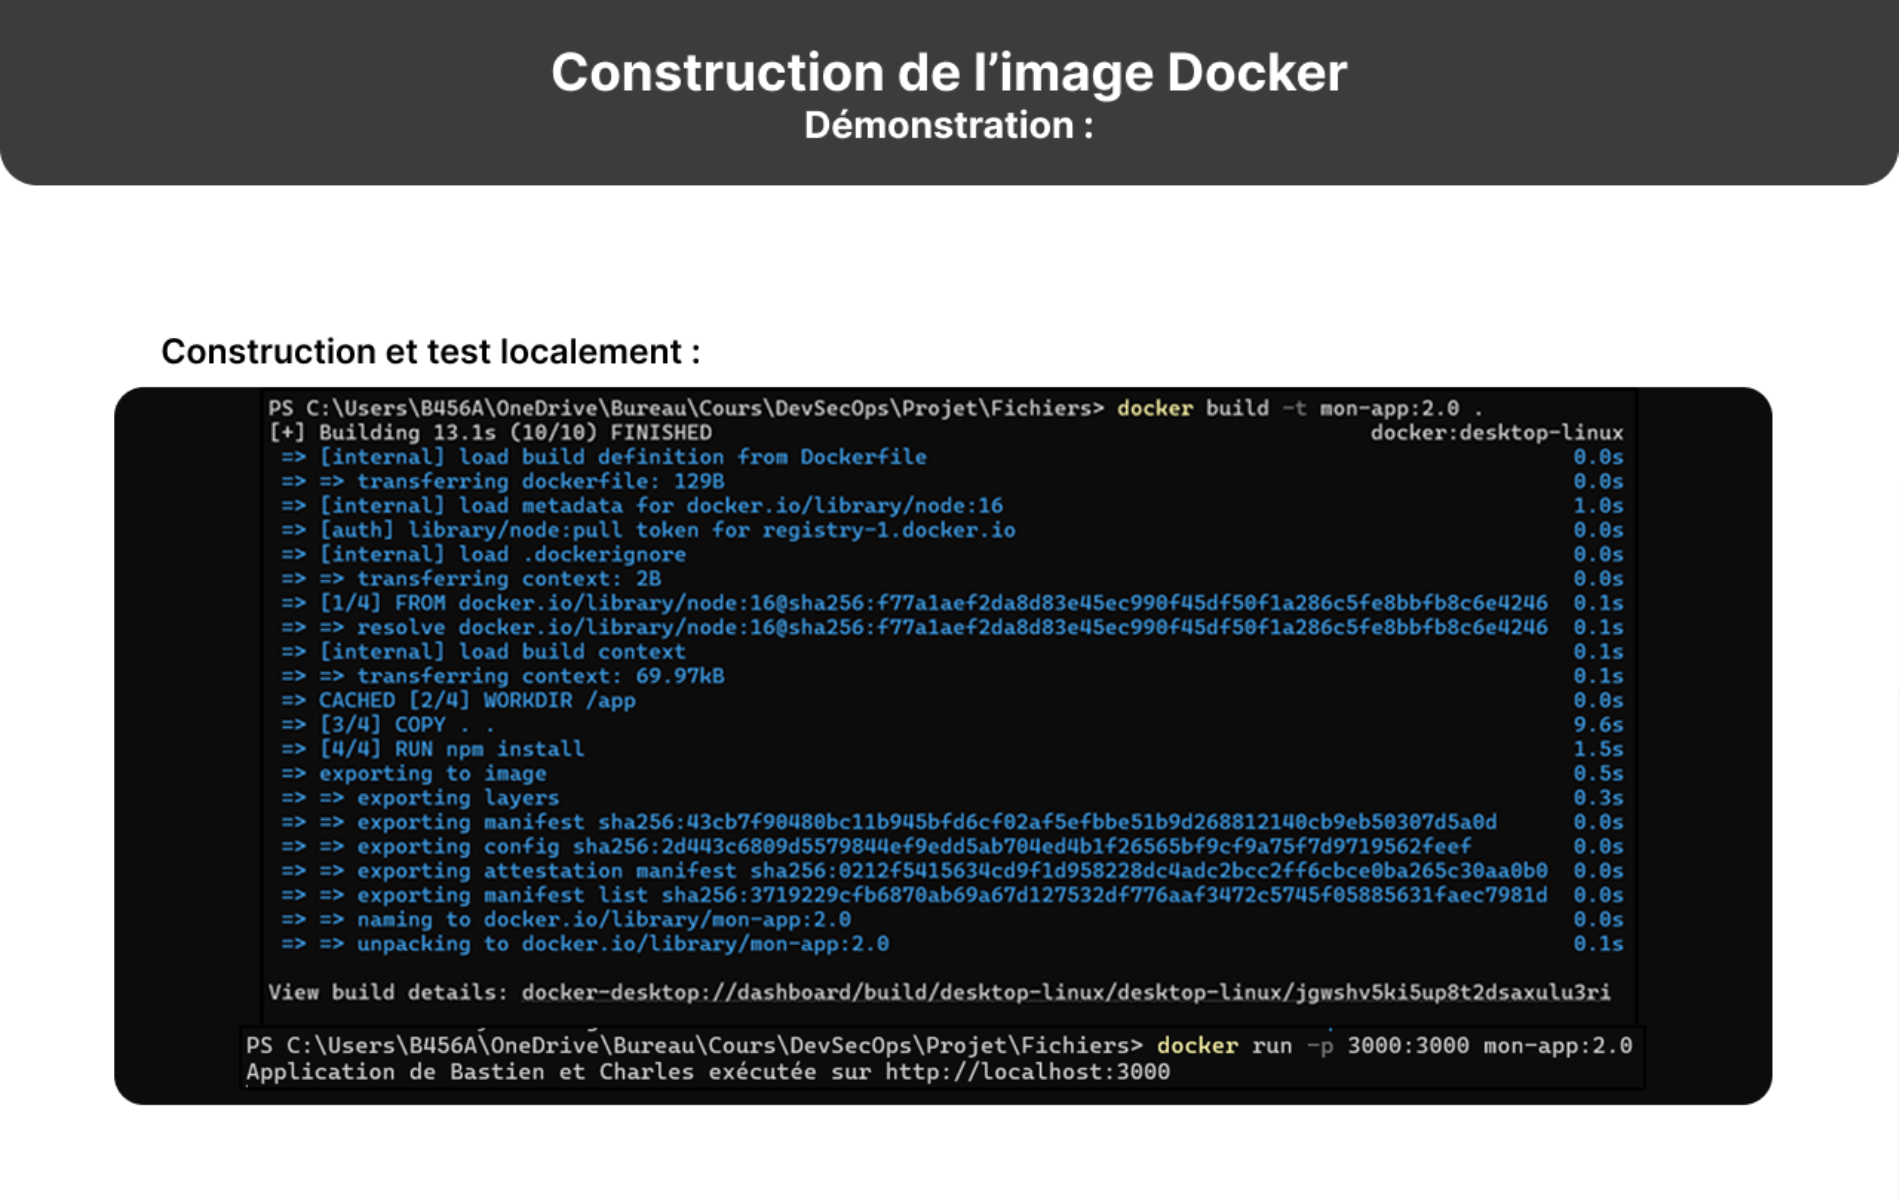 Construction de l’image Docker
Démonstration :
Construction et test localement :
PS C:\Users\B456A\OneDrive\Bureau\Cours\DevSecOps\Projet\Fichiers> docker build -t mon-app:2.0 .
[+] Building 13.1s (10/10) FINISHED docker:desktop-linux
=> [internal] load build definition from Dockerfile 0.0s
=> => transferring dockerfile: 129B 0.0s
=> [internal] load metadata for docker.io/library/node:16 1.0s
=> [auth] library/node:pull token for registry-1.docker.io 0.0s
=> [internal] load .dockerignore 0.0s
=> => transferring context: 2B 0.0s
=> [1/4] FROM docker.io/library/node:16@sha256:f77a1aef2da8d83e45ec990f45df50f1a286c5fe8bbfb8c6e4246 0.1s
=> => resolve docker.io/library/node:16@sha256:f77a1aef2da8d83e45ec990f45df50f1a286c5fe8bbfb8c6e4246 0.1s
=> [internal] load build context 0.1s
=> => transferring context: 69.97kB 0.1s
=> CACHED [2/4] WORKDIR /app 0.0s
=> [3/4] COPY . . 9.6s
=> [4/4] RUN npm install 1.5s
=> exporting to image 0.5s
=> => exporting layers 0.3s
=> => exporting manifest sha256:43cb7f90480bc11b945bfd6cf02af5efbbe51b9d268812140cb9eb50307d5a0d 0.0s
=> => exporting config sha256:2d443c6809d5579844ef9edd5ab704ed4b1f26565bf9cf9a75f7d9719562feef 0.0s
=> => exporting attestation manifest sha256:0212f5415634cd9f1d958228dc4adc2bcc2ff6cbce0ba265c30aa0b0 0.0s
=> => exporting manifest list sha256:3719229cfb6870ab69a67d127532df776aaf3472c5745f05885631faec7981d 0.0s
=> => naming to docker.io/library/mon-app:2.0 0.0s
=> => unpacking to docker.io/library/mon-app:2.0 0.1s
View build details: docker-desktop://dashboard/build/desktop-linux/desktop-linux/jgwshv5ki5up8t2dsaxulu3ri
PS C:\Users\B456A\OneDrive\Bureau\Cours\DevSecOps\Projet\Fichiers> docker run -p 3000:3000 mon-app:2.0
Application de Bastien et Charles exécutée sur http://localhost:3000